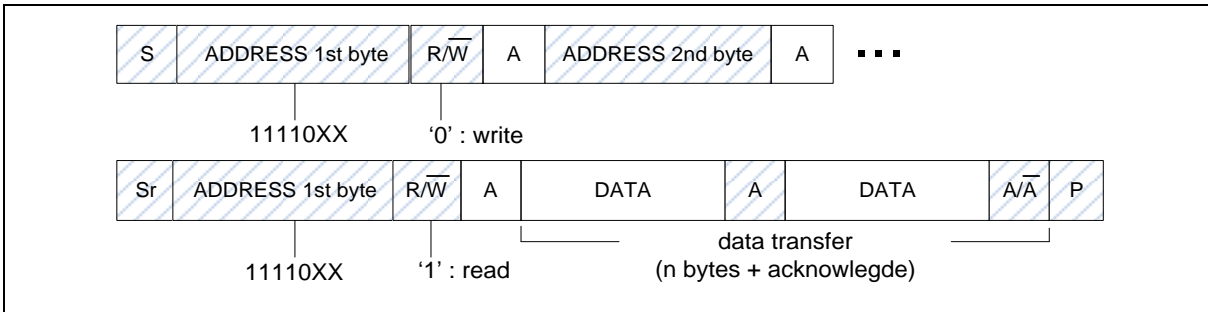 S ADDRESS 1st byte R/W̅ A ADDRESS 2nd byte A ▪ ▪ ▪
11110XX ‘0’ : write
Sr ADDRESS 1st byte R/W̅ A DATA A DATA A/A̅ P
11110XX ‘1’ : read
data transfer
(n bytes + acknowlegde)